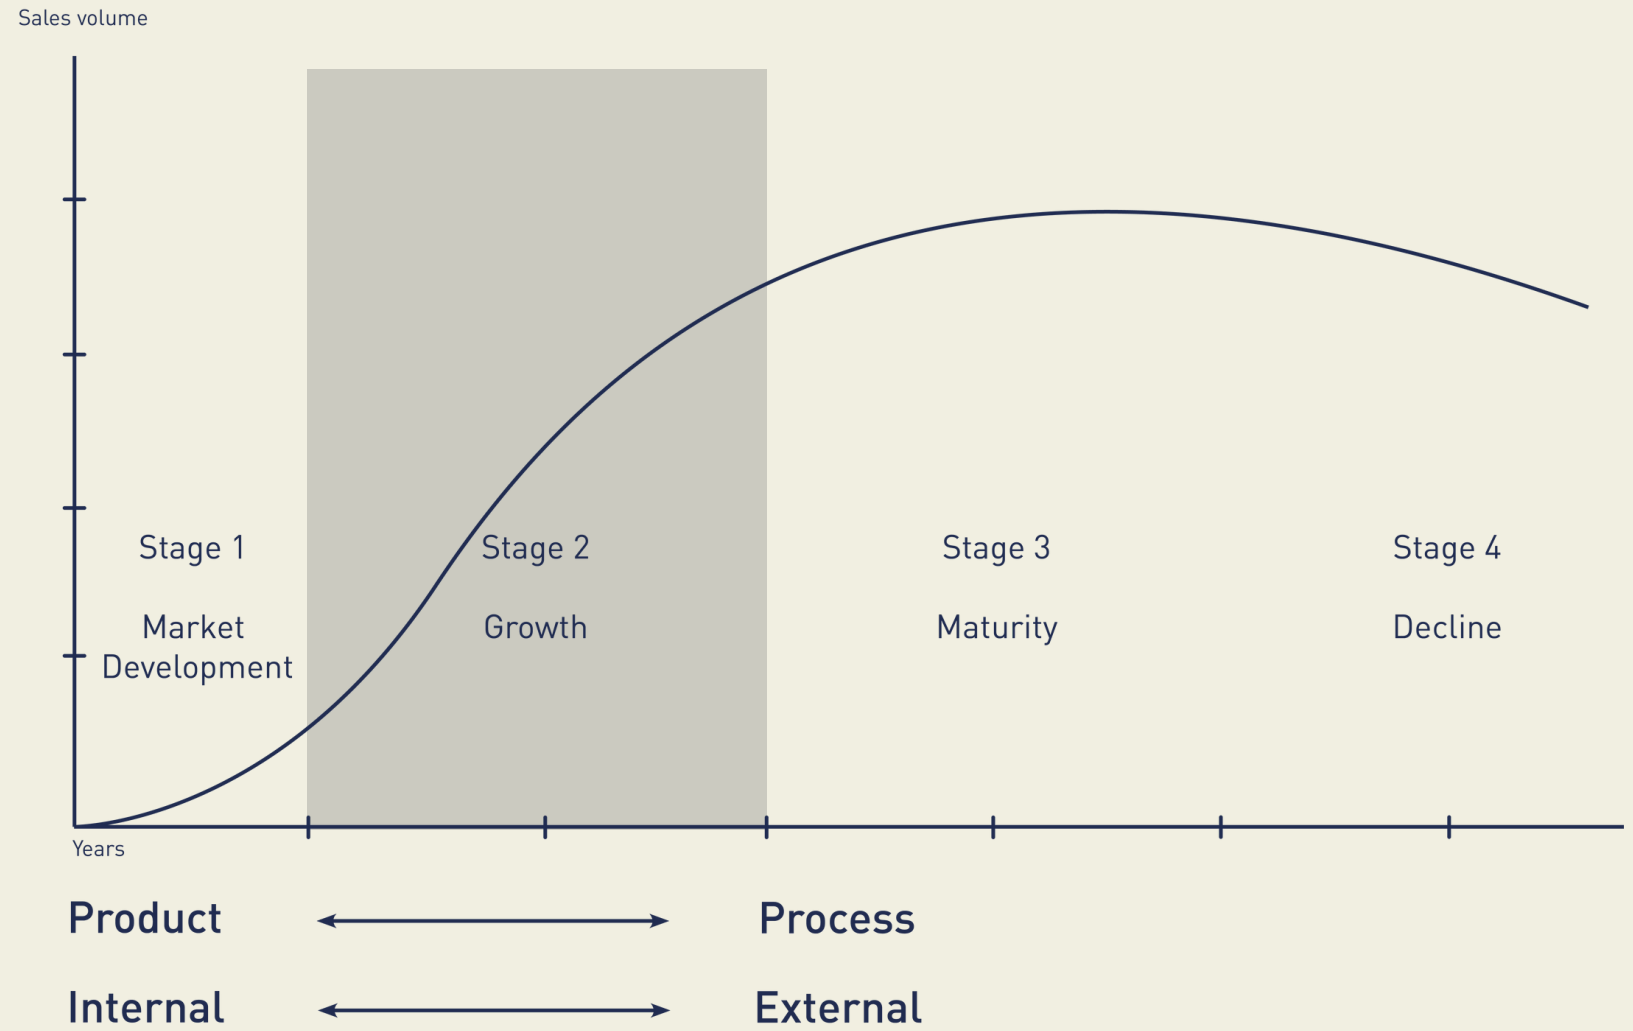 Sales volume
Stage 1
Stage 2
Stage 3
Stage 4
Market
Development
Growth
Maturity
Decline
Years
Product
Process
Internal
External